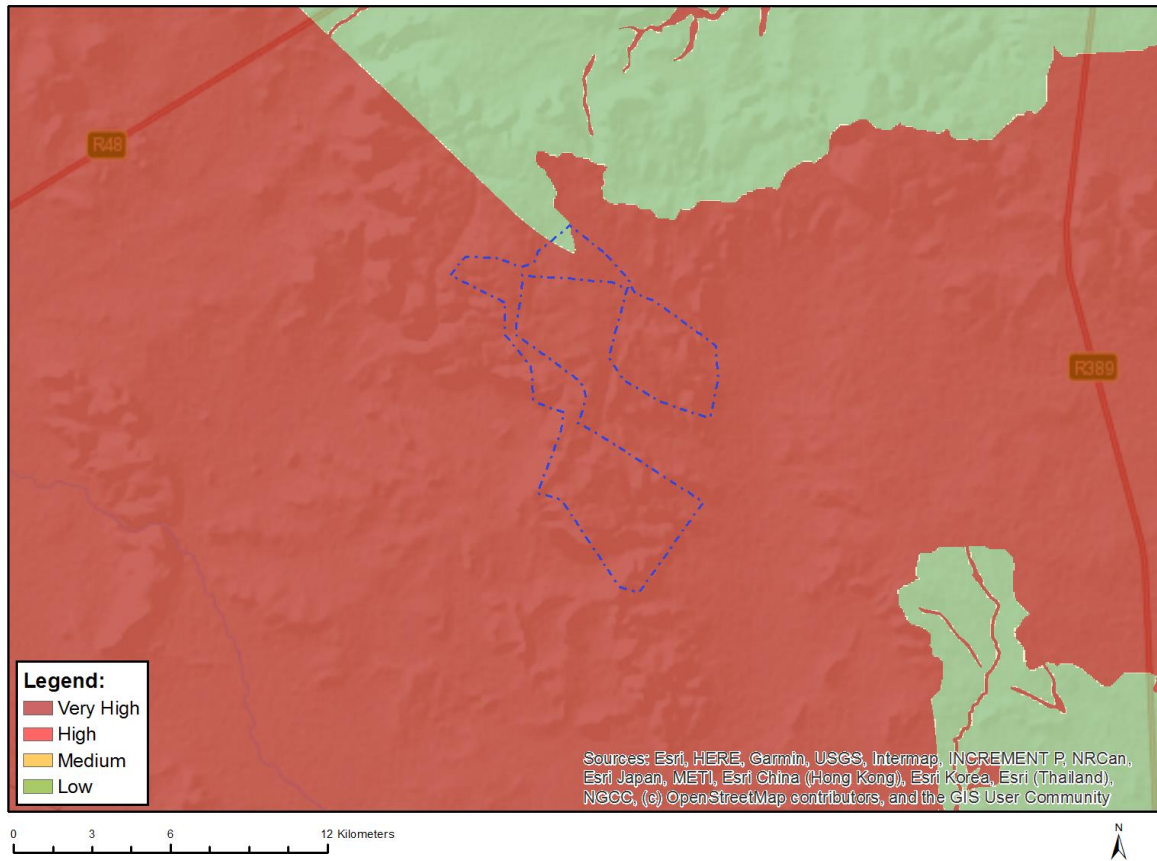 R48
R389
Legend:
Very High
High
Medium
Low
Sources: Esri, HERE, Garmin, USGS, Intermap, INCREMENT P, NRCan,
Esri Japan, METI, Esri China (Hong Kong), Esri Korea, Esri (Thailand),
NGCC, (c) OpenStreetMap contributors, and the GIS User Community
0 3 6 12 Kilometers
N